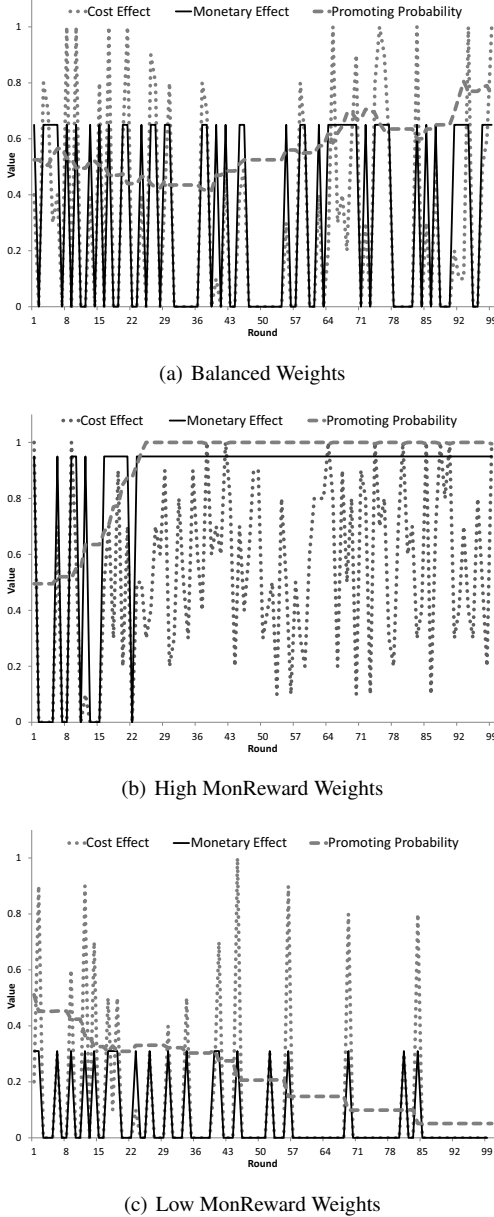 Cost Effect Monetary Effect Promoting Probability
1
0.8
0.6
Value
0.4
0.2
0
1 8 15 22 29 36 43 50 57 64 71 78 85 92 99
Round
(a) Balanced Weights
Cost Effect Monetary Effect Promoting Probability
1
0.8
0.6
Value
0.4
0.2
0
1 8 15 22 29 36 43 50 57 64 71 78 85 92 99
Round
(b) High MonReward Weights
Cost Effect Monetary Effect Promoting Probability
1
0.8
0.6
Value
0.4
0.2
0
1 8 15 22 29 36 43 50 57 64 71 78 85 92 99
Round
(c) Low MonReward Weights